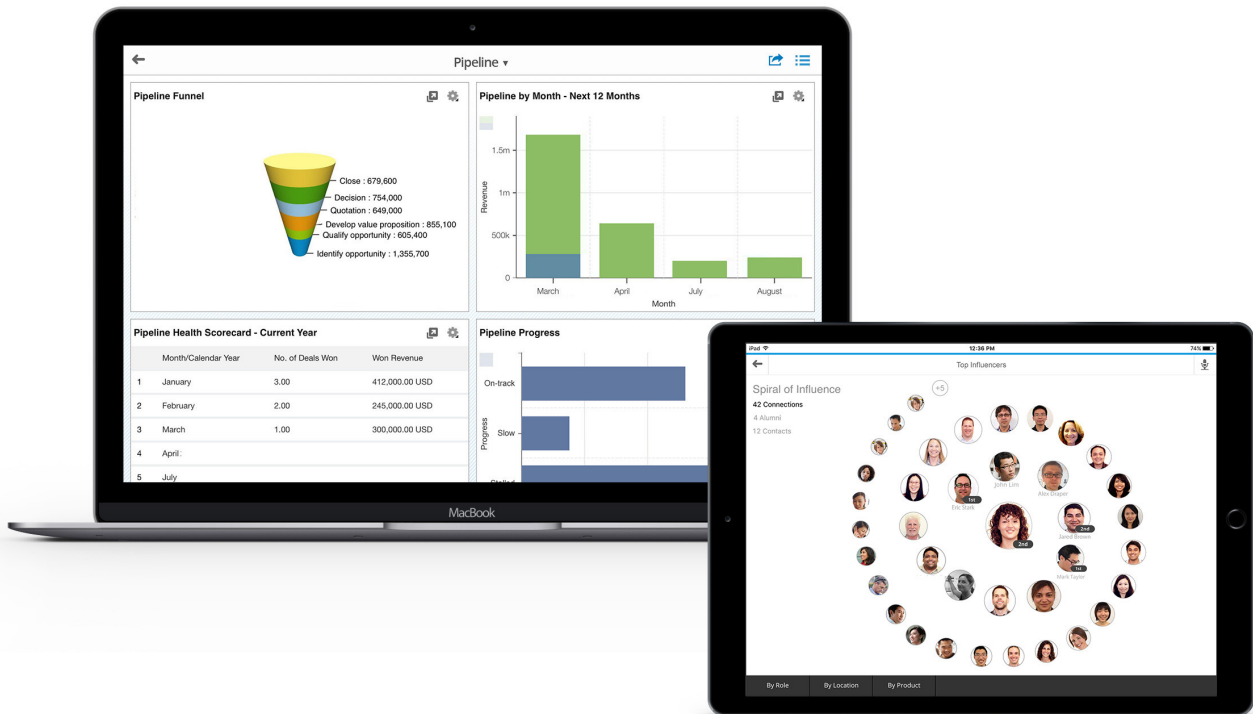 Pipeline ▾
Pipeline Funnel
Close : 679,600
Decision : 754,000
Quotation : 649,000
Develop value proposition : 855,100
Qualify opportunity : 605,400
Identify opportunity : 1,355,700
Pipeline by Month - Next 12 Months
Revenue
1.5m
1m
500k
0
March April July August
Month
Pipeline Health Scorecard - Current Year
Month/Calendar Year No. of Deals Won Won Revenue
1 January 3.00 412,000.00 USD
2 February 2.00 245,000.00 USD
3 March 1.00 300,000.00 USD
4 April
5 July
Pipeline Progress
Progress
On-track
Slow
Stalled
MacBook
iPad 12:36 PM 74%
Top Influencers
Spiral of Influence
42 Connections
4 Alumni
12 Contacts
+5
John Lini
Alex Draper
1st
Eric Stark
2nd
2nd
Jared Brown
1st
Mark Taylor
By Role By Location By Product